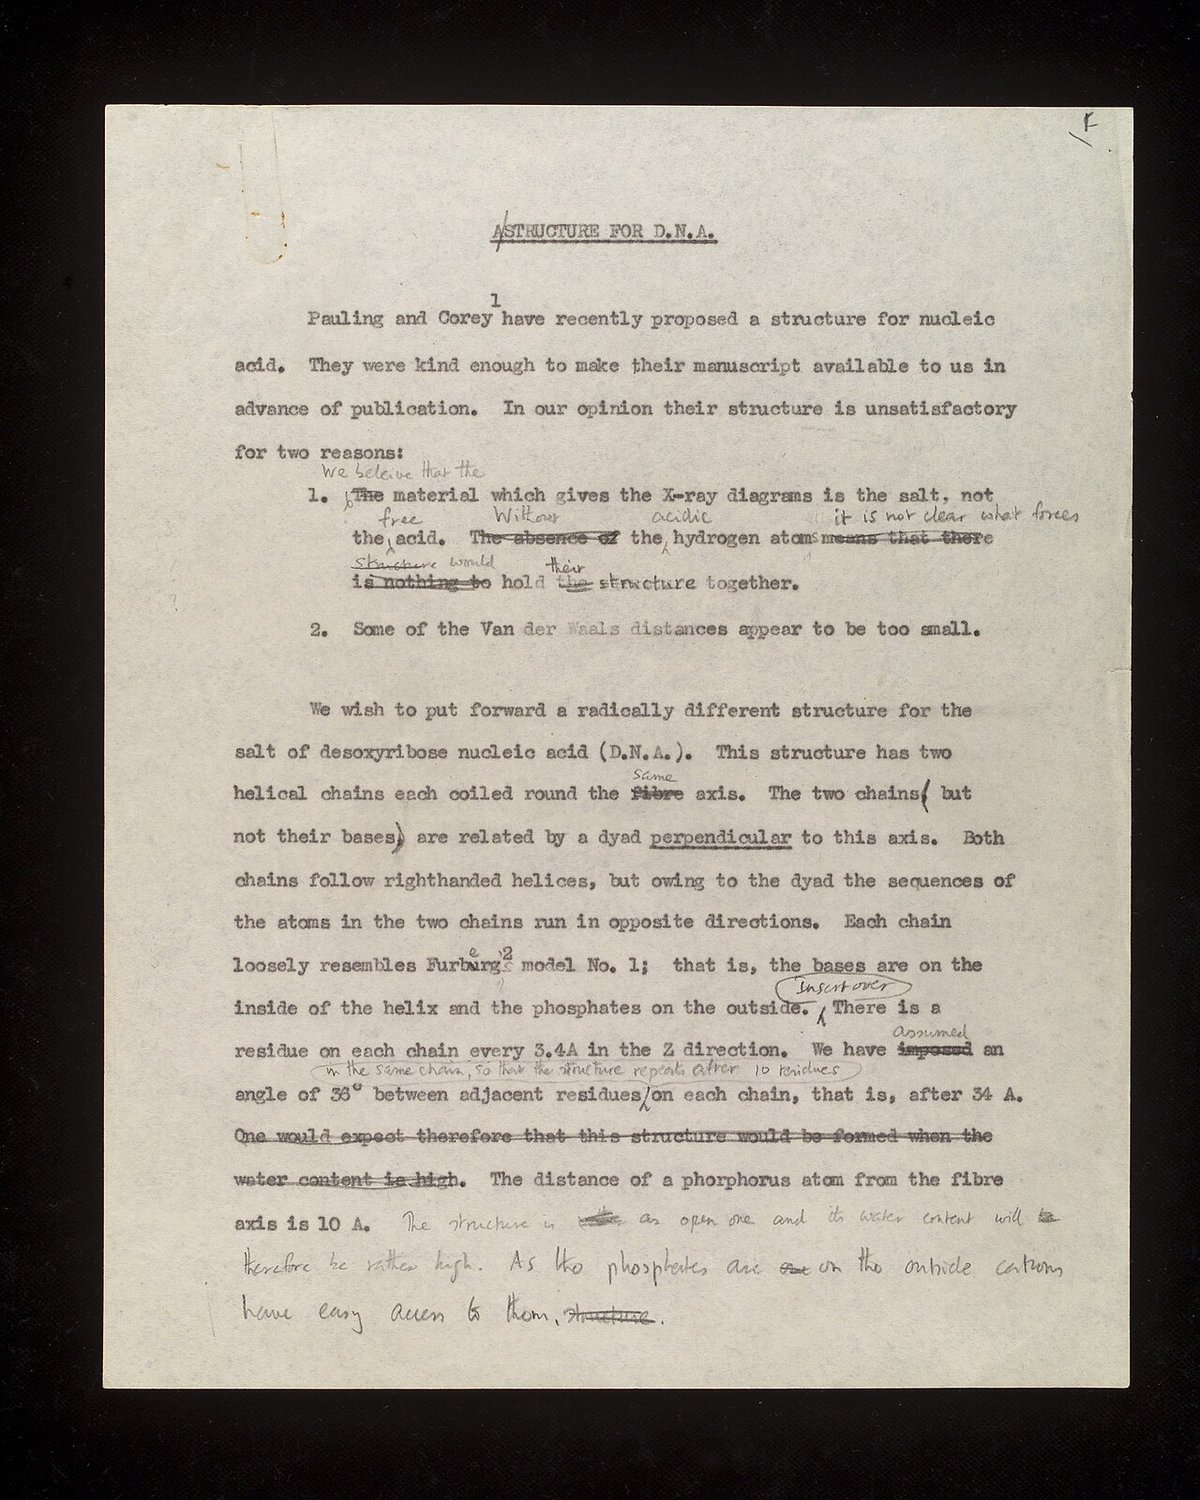 A STRUCTURE FOR D.N.A.
1
Pauling and Corey have recently proposed a structure for nucleic
acid. They were kind enough to make their manuscript available to us in
advance of publication. In our opinion their structure is unsatisfactory
for two reasons:
We beleive that the
1. The material which gives the X-ray diagrams is the salt, not
free Without acidic it is not clear what forces
the acid. The absence of the hydrogen atoms means that there
structure would their
is nothing to hold the structure together.
2. Some of the Van der Waals distances appear to be too small.
We wish to put forward a radically different structure for the
salt of desoxyribose nucleic acid (D.N.A.). This structure has two
same
helical chains each coiled round the fibre axis. The two chains( but
not their bases) are related by a dyad perpendicular to this axis. Both
chains follow righthanded helices, but owing to the dyad the sequences of
the atoms in the two chains run in opposite directions. Each chain
e 2
loosely resembles Furburg's model No. 1; that is, the bases are on the
insert over
inside of the helix and the phosphates on the outside. There is a
assumed
residue on each chain every 3.4A in the Z direction. We have imposed an
in the same chain, so that the structure repeats after 10 residues
angle of 36° between adjacent residues on each chain, that is, after 34 A.
One would expect therefore that this structure would be formed when the
water content is high. The distance of a phorphorus atom from the fibre
axis is 10 A. The structure is an open one and its water content will be
therefore be rather high. As the phosphates are on the outside cations
have easy access to them, structure.